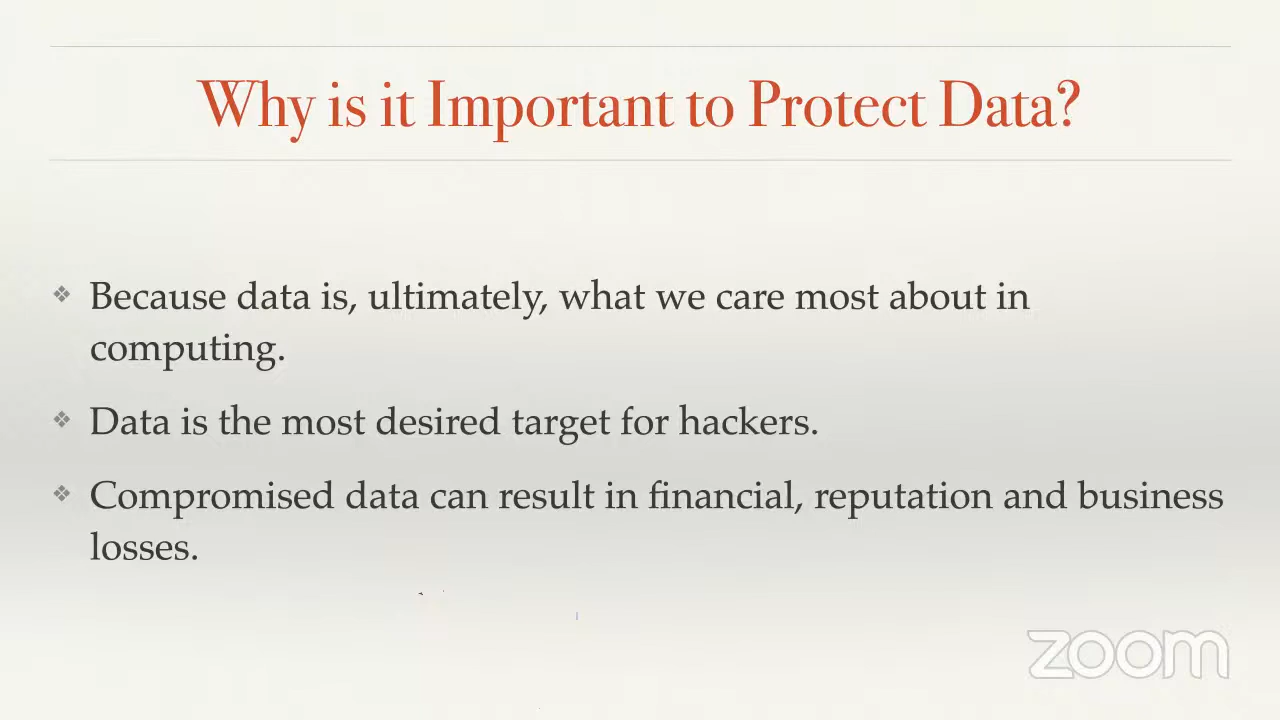 Why is it Important to Protect Data?
❖ Because data is, ultimately, what we care most about in
computing.
❖ Data is the most desired target for hackers.
❖ Compromised data can result in financial, reputation and business
losses.
zoom